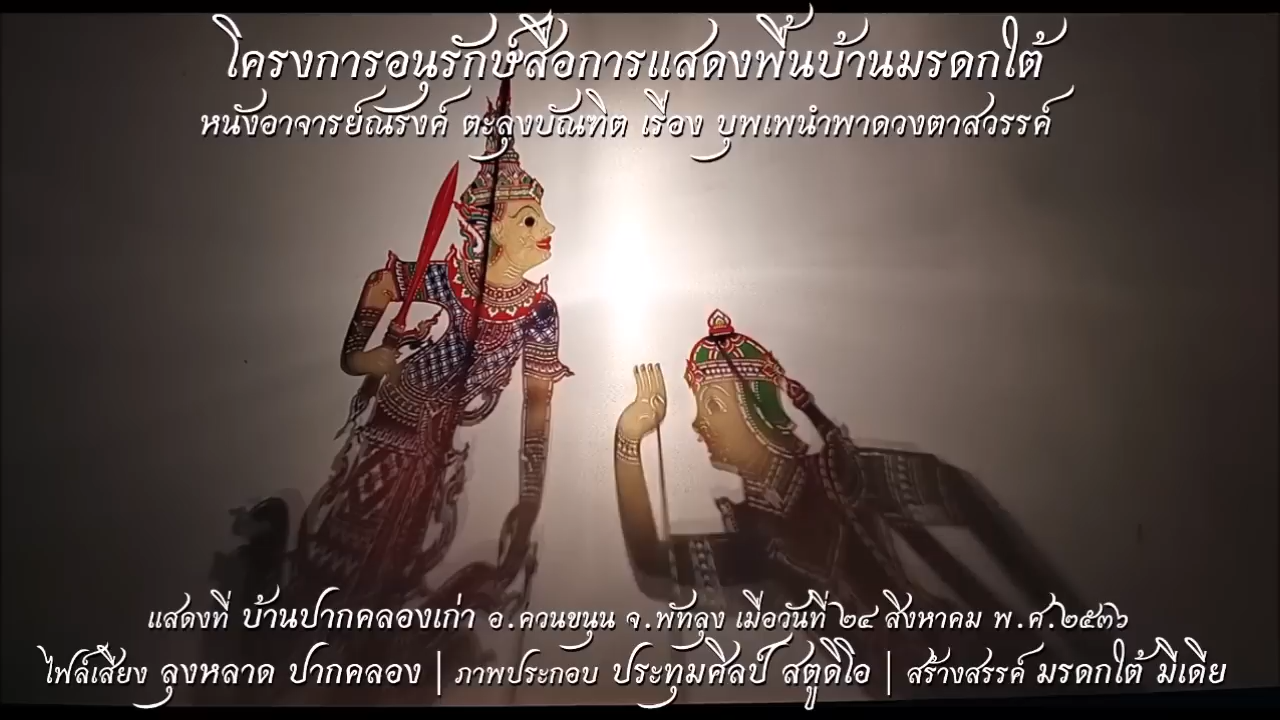 โครงการอนุรักษ์สื่อการแสดงพื้นบ้านมรดกใต้
หนังอาจารย์ณรงค์ ตะลุงบัณฑิต เรื่อง บุพเพนำพาดวงตาสวรรค์
แสดงที่ บ้านปากคลองเก่า อ.ควนขนุน จ.พัทลุง เมื่อวันที่ ๒๔ สิงหาคม พ.ศ.๒๕๓๖
ไฟล์เสียง ลุงหลาด ปากคลอง | ภาพประกอบ ประทุมศิลป์ สตูดิโอ | สร้างสรรค์ มรดกใต้ มีเดีย